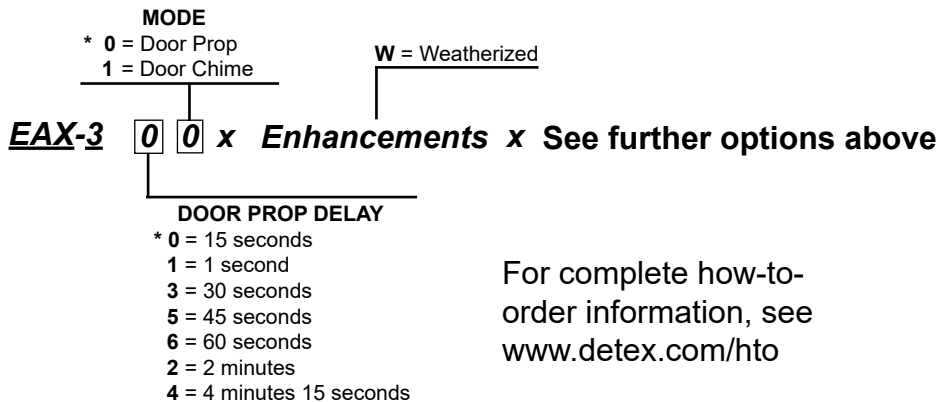 MODE
* 0 = Door Prop
1 = Door Chime
W = Weatherized
EAX-3 0 0 x Enhancements x See further options above
DOOR PROP DELAY
* 0 = 15 seconds
1 = 1 second
3 = 30 seconds
5 = 45 seconds
6 = 60 seconds
2 = 2 minutes
4 = 4 minutes 15 seconds
For complete how-to-
order information, see
www.detex.com/hto